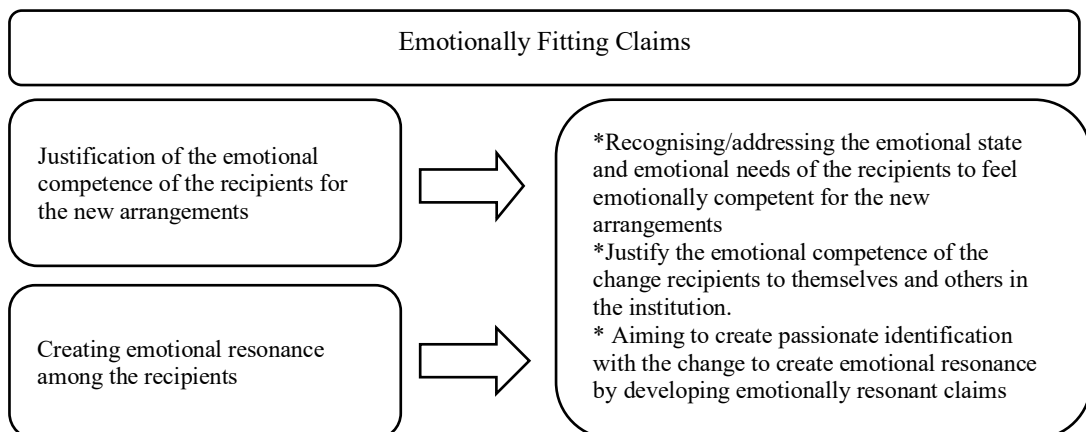 Emotionally Fitting Claims
Justification of the emotional
competence of the recipients for
the new arrangements
Creating emotional resonance
among the recipients
*Recognising/addressing the emotional state
and emotional needs of the recipients to feel
emotionally competent for the new
arrangements
*Justify the emotional competence of the
change recipients to themselves and others in
the institution.
* Aiming to create passionate identification
with the change to create emotional resonance
by developing emotionally resonant claims